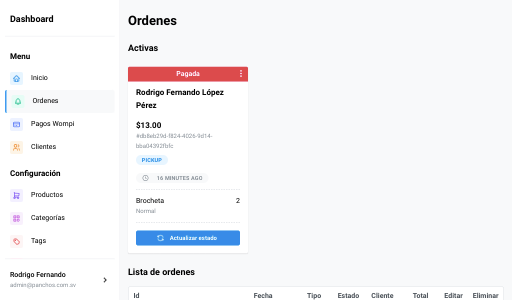 Dashboard
Menu
Inicio
Ordenes
Pagos Wompi
Clientes
Configuración
Productos
Categorías
Tags
Rodrigo Fernando
admin@panchos.com.sv
Ordenes
Activas
Pagada
Rodrigo Fernando López
Pérez
$13.00
#db8eb29d-f824-4026-9d14-
bba04392fbfc
PICKUP
16 MINUTES AGO
Brocheta 2
Normal
Actualizar estado
Lista de ordenes
Id Fecha Tipo Estado Cliente Total Editar Eliminar